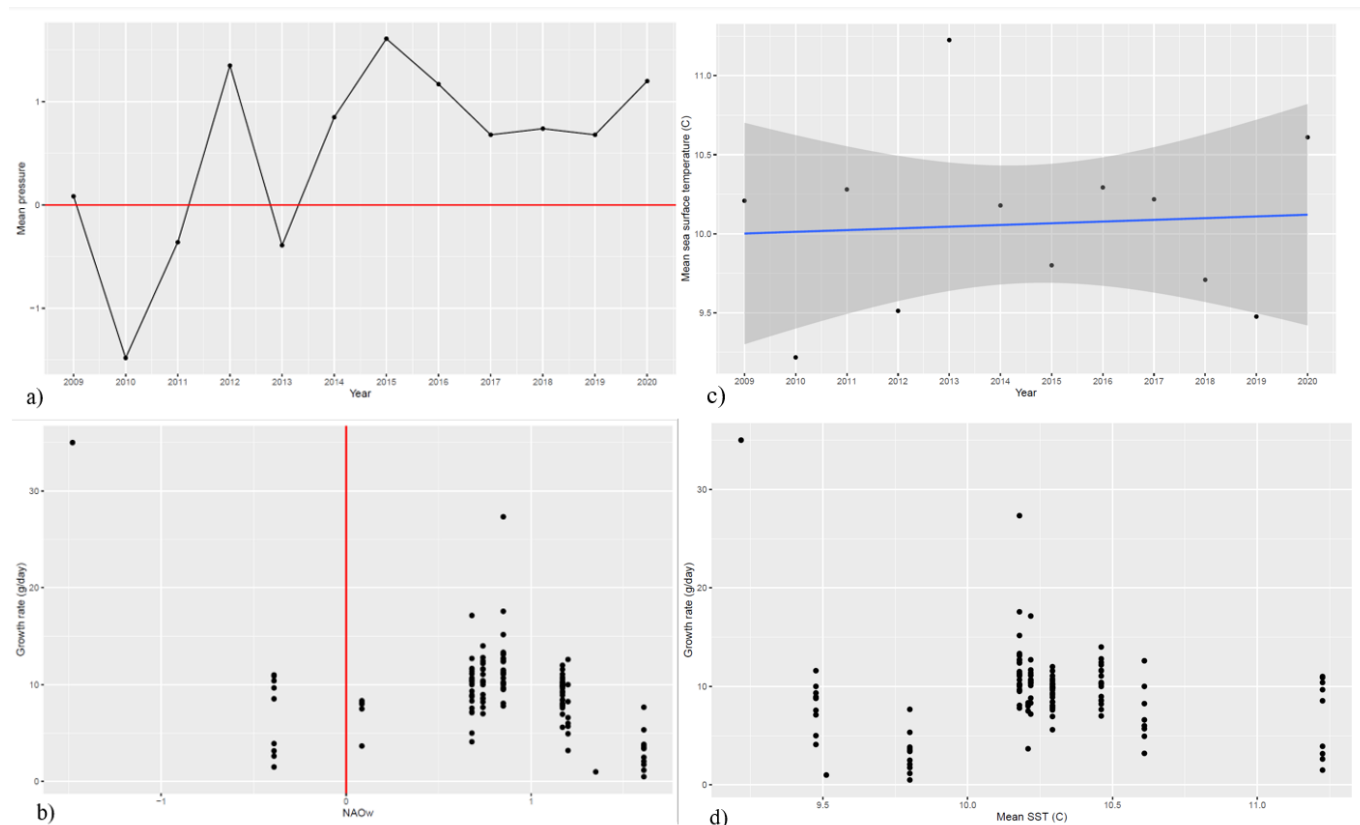 Mean pressure
1
0
−1
2009 2010 2011 2012 2013 2014 2015 2016 2017 2018 2019 2020
Year
a)
Mean sea surface temperature (C)
11.0
10.5
10.0
9.5
2009 2010 2011 2012 2013 2014 2015 2016 2017 2018 2019 2020
Year
c)
Growth rate (g/day)
30
20
10
0
−1 0 1
NAOw
b)
Growth rate (g/day)
30
20
10
0
9.5 10.0 10.5 11.0
Mean SST (C)
d)